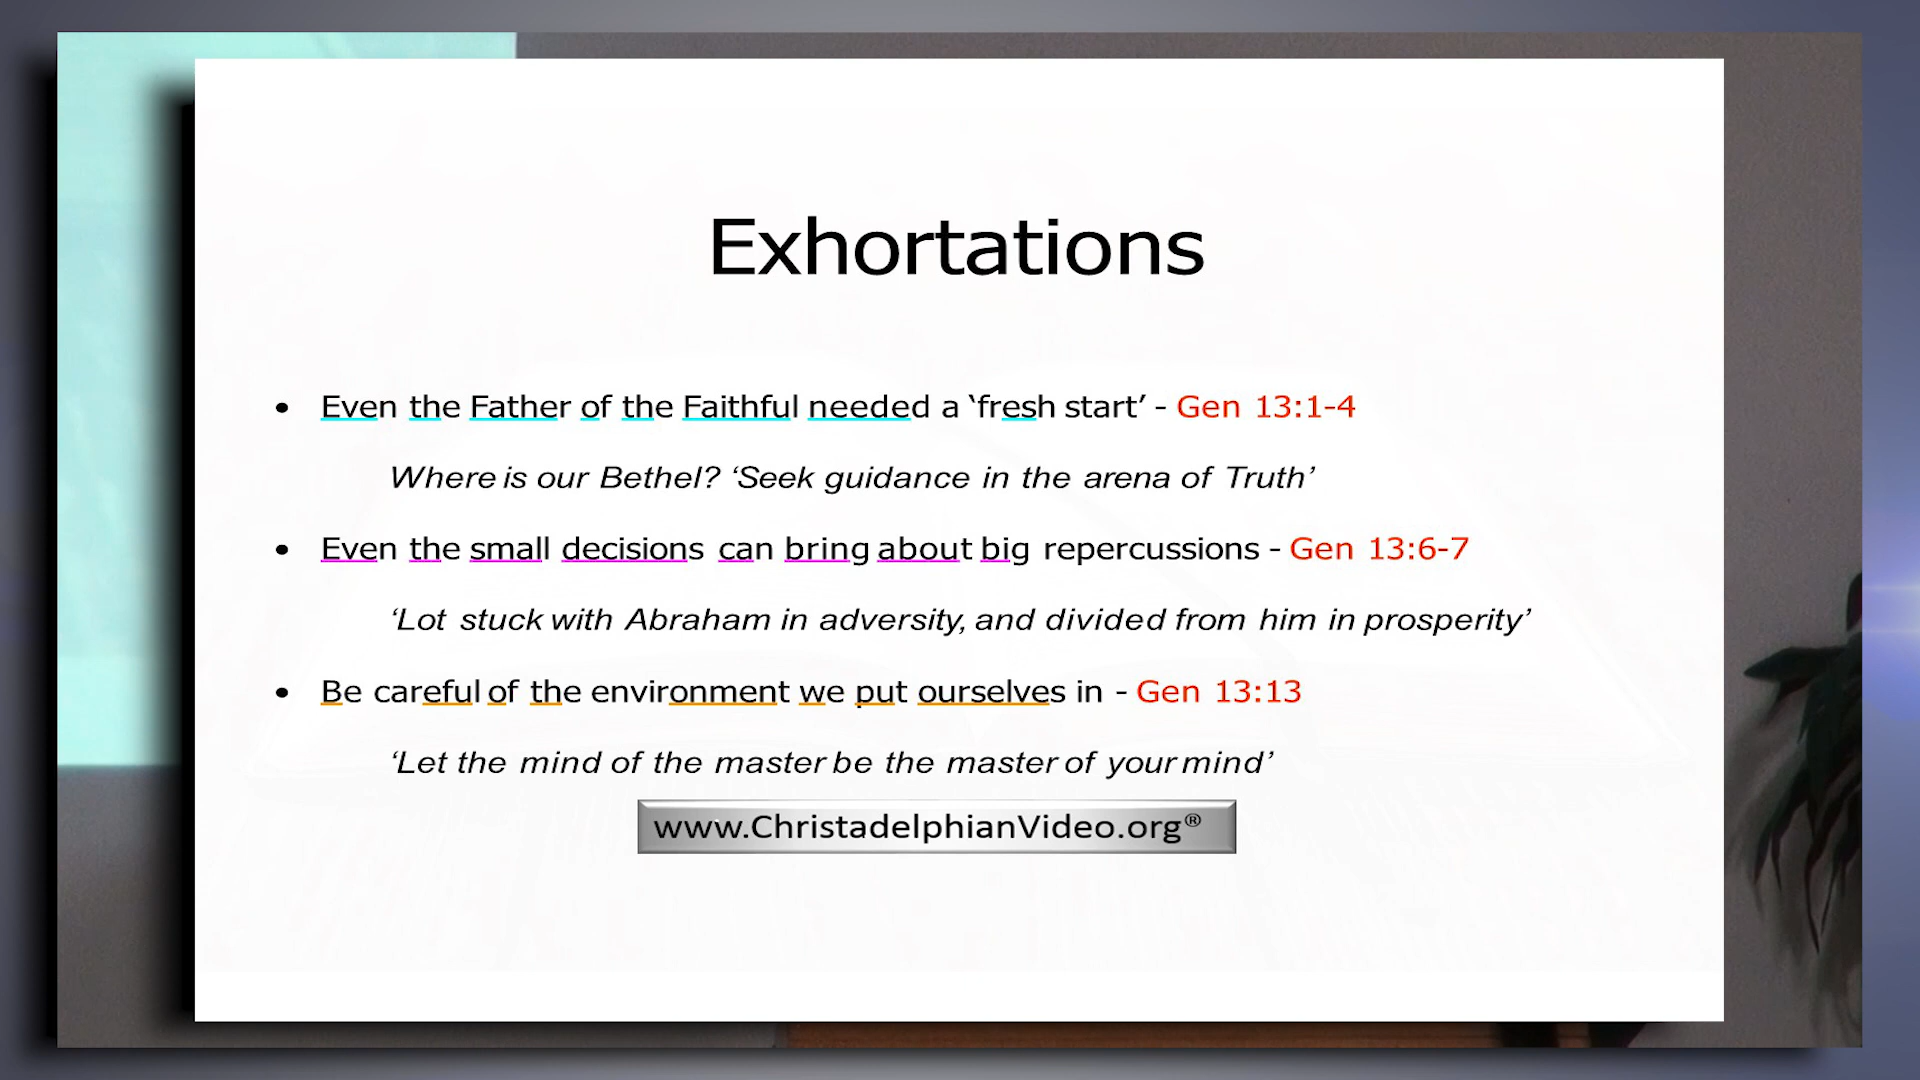 Exhortations
• Even the Father of the Faithful needed a ‘fresh start’ - Gen 13:1-4
Where is our Bethel? ‘Seek guidance in the arena of Truth’
• Even the small decisions can bring about big repercussions - Gen 13:6-7
‘Lot stuck with Abraham in adversity, and divided from him in prosperity’
• Be careful of the environment we put ourselves in - Gen 13:13
‘Let the mind of the master be the master of your mind’
www.ChristadelphianVideo.org®